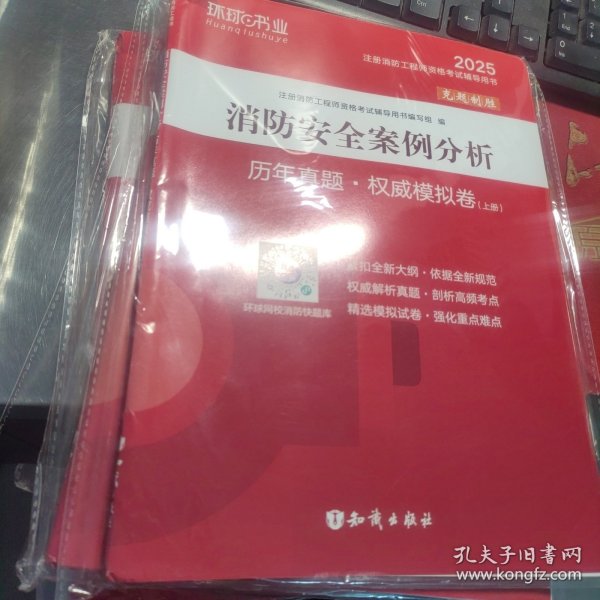 环球书业
Huanqiushuye
2025
注册消防工程师资格考试辅导用书
克题制胜
注册消防工程师资格考试辅导用书编写组 编
消防安全案例分析
历年真题·权威模拟卷(上册)
扣全新大纲·依据全新规范
权威解析真题·剖析高频考点
精选模拟试卷·强化重点难点
环球网校消防快题库
知识出版社
孔夫子旧书网
www.kongfz.com